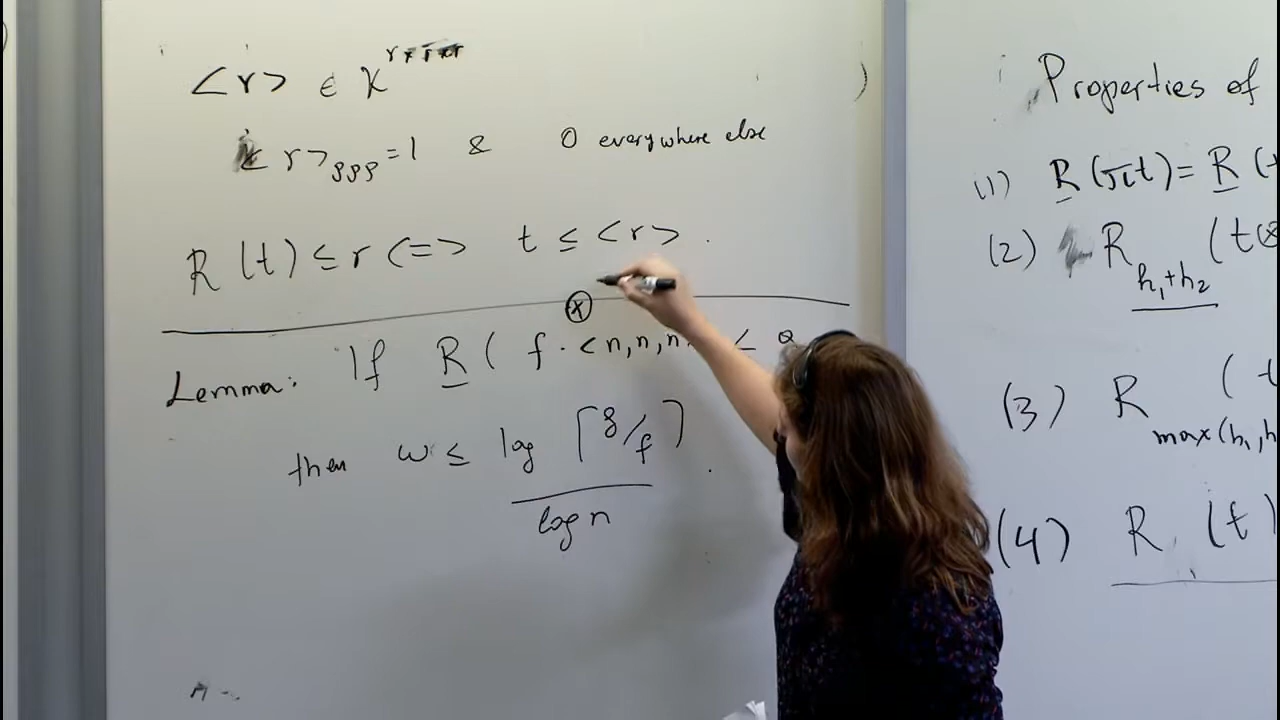 <r> ∈ K^{r×r×r}
<r>_{ρρρ} = 1 & 0 everywhere else
R(t) ≤ r <=> t ≤ <r> .
ⓧ
Lemma: If R( f · <n,n,n ≤
then ω ≤ log ⌈g/f⌉ .
log n
Properties of
(1) R(πt) = R(
(2) R_{h₁+h₂} (t⊗
(3) R_{max(h₁,h} (t
(4) R (t)